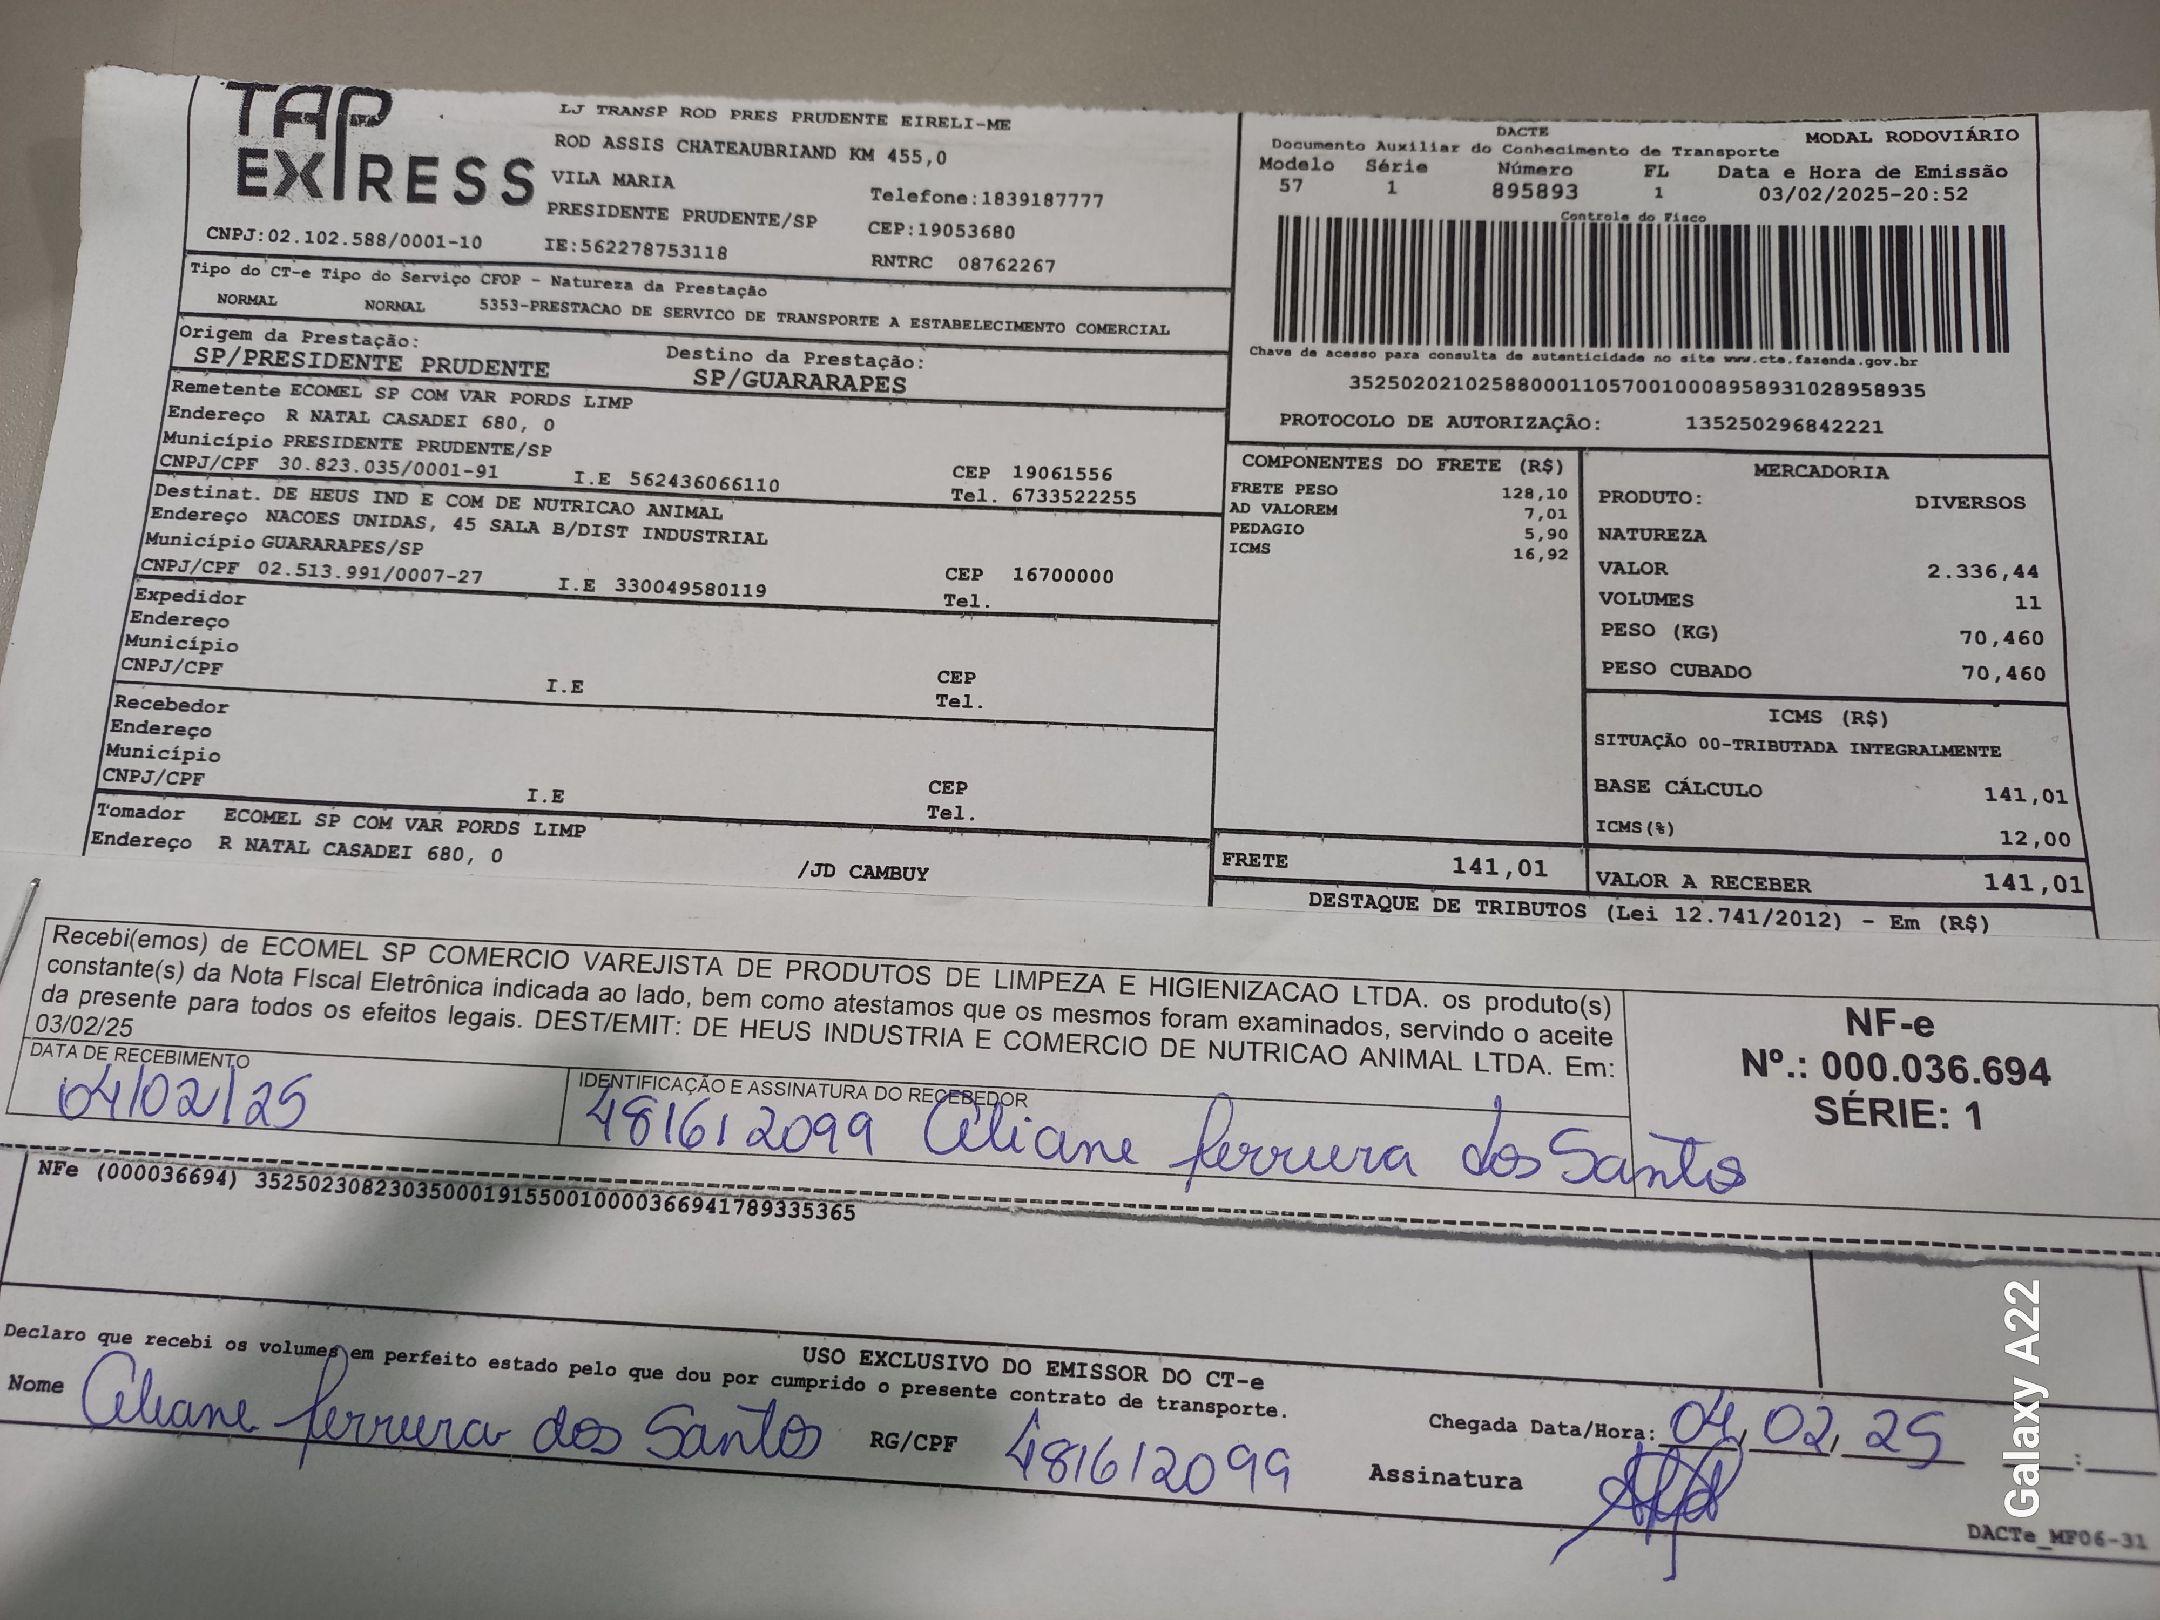 TAP EXPRESS
LJ TRANSP ROD PRES PRUDENTE EIRELI-ME
ROD ASSIS CHATEAUBRIAND KM 455,0
VILA MARIA
Telefone:1839187777
PRESIDENTE PRUDENTE/SP
CEP:19053680
CNPJ:02.102.588/0001-10 IE:562278753118
RNTRC 08762267
Tipo do CT-e Tipo do Serviço CFOP - Natureza da Prestação
NORMAL NORMAL 5353-PRESTACAO DE SERVICO DE TRANSPORTE A ESTABELECIMENTO COMERCIAL
Origem da Prestação: Destino da Prestação:
SP/PRESIDENTE PRUDENTE SP/GUARARAPES
Remetente ECOMEL SP COM VAR PORDS LIMP
Endereço R NATAL CASADEI 680, 0
Município PRESIDENTE PRUDENTE/SP CEP 19061556
CNPJ/CPF 30.823.035/0001-91 I.E 562436066110 Tel. 6733522255
Destinat. DE HEUS IND E COM DE NUTRICAO ANIMAL
Endereço NACOES UNIDAS, 45 SALA B/DIST INDUSTRIAL
Município GUARARAPES/SP CEP 16700000
CNPJ/CPF 02.513.991/0007-27 I.E 330049580119 Tel.
Expedidor
Endereço
Município CEP
CNPJ/CPF I.E Tel.
Recebedor
Endereço
Município CEP
CNPJ/CPF I.E Tel.
Tomador ECOMEL SP COM VAR PORDS LIMP
Endereço R NATAL CASADEI 680, 0 /JD CAMBUY
DACTE MODAL RODOVIÁRIO
Documento Auxiliar do Conhecimento de Transporte
Modelo Série Número FL Data e Hora de Emissão
57 1 895893 1 03/02/2025-20:52
Controle do Fisco
Chave de acesso para consulta de autenticidade no site www.cte.fazenda.gov.br
35250202102588000110570010008958931028958935
PROTOCOLO DE AUTORIZAÇÃO: 135250296842221
COMPONENTES DO FRETE (R$)
FRETE PESO 128,10
AD VALOREM 7,01
PEDAGIO 5,90
ICMS 16,92
FRETE 141,01
MERCADORIA
PRODUTO: DIVERSOS
NATUREZA
VALOR 2.336,44
VOLUMES 11
PESO (KG) 70,460
PESO CUBADO 70,460
ICMS (R$)
SITUAÇÃO 00-TRIBUTADA INTEGRALMENTE
BASE CÁLCULO 141,01
ICMS(%) 12,00
VALOR A RECEBER 141,01
DESTAQUE DE TRIBUTOS (Lei 12.741/2012) - Em (R$)
Recebi(emos) de ECOMEL SP COMERCIO VAREJISTA DE PRODUTOS DE LIMPEZA E HIGIENIZACAO LTDA. os produto(s)
constante(s) da Nota FIscal Eletrônica indicada ao lado, bem como atestamos que os mesmos foram examinados, servindo o aceite
da presente para todos os efeitos legais. DEST/EMIT: DE HEUS INDUSTRIA E COMERCIO DE NUTRICAO ANIMAL LTDA. Em:
03/02/25
DATA DE RECEBIMENTO
04/02/25
IDENTIFICAÇÃO E ASSINATURA DO RECEBEDOR
481612099 Celiane ferreira dos Santos
NF-e
Nº.: 000.036.694
SÉRIE: 1
NFe (000036694) 35250230823035000191550010000366941789335365
USO EXCLUSIVO DO EMISSOR DO CT-e
Declaro que recebi os volumes em perfeito estado pelo que dou por cumprido o presente contrato de transporte.
Nome Celiane ferreira dos Santos RG/CPF 481612099
Chegada Data/Hora: 04, 02, 25 :
Assinatura
DACTe_MF06-31
Galaxy A22